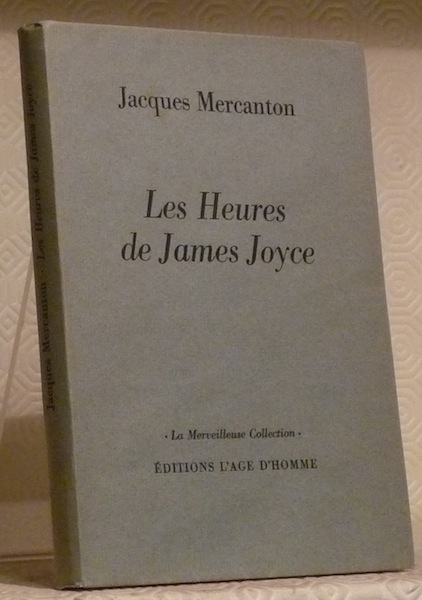 Jacques Mercanton
Les Heures
de James Joyce
· La Merveilleuse Collection ·
ÉDITIONS L'AGE D'HOMME
Jacques Mercanton · Les Heures de James Joyce